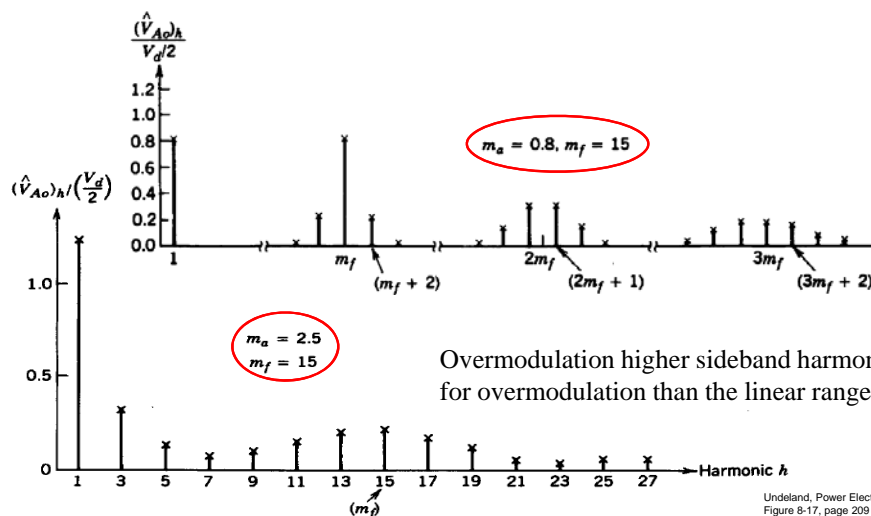 (V̂Ao)h
Vd/2
1.2
1.0
0.8
0.6
0.4
0.2
0.0
ma = 0.8, mf = 15
1
mf
(mf + 2)
2mf
(2mf + 1)
3mf
(3mf + 2)
(V̂Ao)h/(Vd/2)
1.0
0.5
0
ma = 2.5
mf = 15
Overmodulation higher sideband harmon
for overmodulation than the linear range
1 3 5 7 9 11 13 15 17 19 21 23 25 27
Harmonic h
(mf)
Undeland, Power Elect
Figure 8-17, page 209